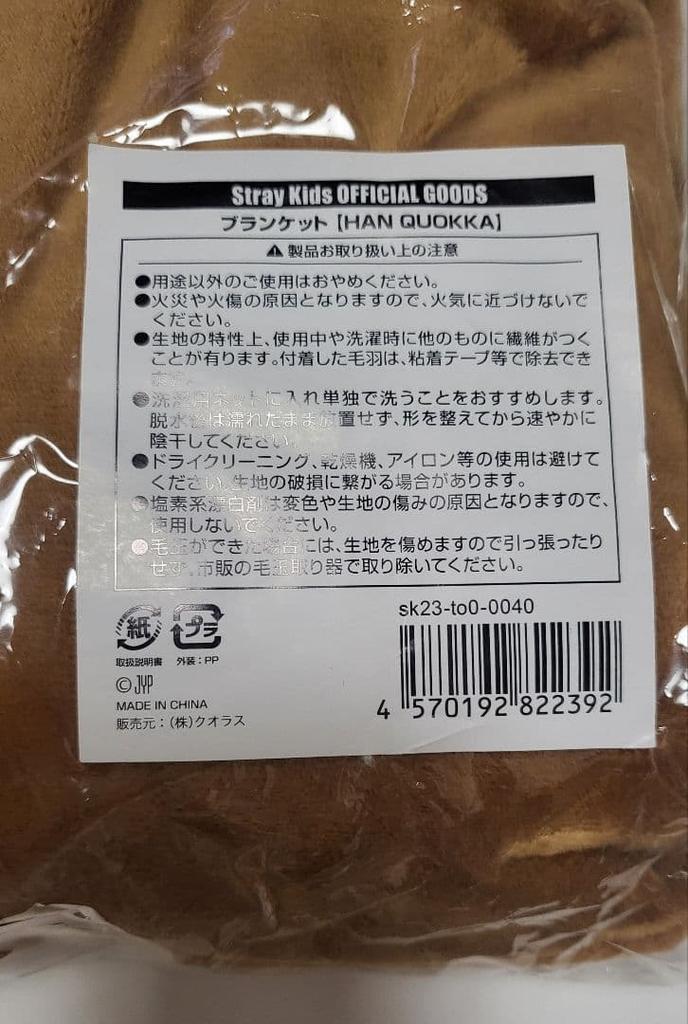 Stray Kids OFFICIAL GOODS
ブランケット【HAN QUOKKA】
⚠製品お取り扱い上の注意
●用途以外のご使用はおやめください。
●火災や火傷の原因となりますので、火気に近づけないで
ください。
●生地の特性上、使用中や洗濯時に他のものに繊維がつく
ことが有ります。付着した毛羽は、粘着テープ等で除去でき
ます。
●洗濯用ネットに入れ単独で洗うことをおすすめします。
脱水後は濡れたまま放置せず、形を整えてから速やかに
陰干してください。
●ドライクリーニング、乾燥機、アイロン等の使用は避けて
ください。生地の破損に繋がる場合があります。
●塩素系漂白剤は変色や生地の傷みの原因となりますので、
使用しないでください。
●毛玉ができた場合には、生地を傷めますので引っ張ったり
せず、市販の毛玉取り器で取り除いてください。
sk23-to0-0040
紙 プラ
取扱説明書 外装：PP
© JYP
MADE IN CHINA
販売元：（株）クオラス
4 570192 822392